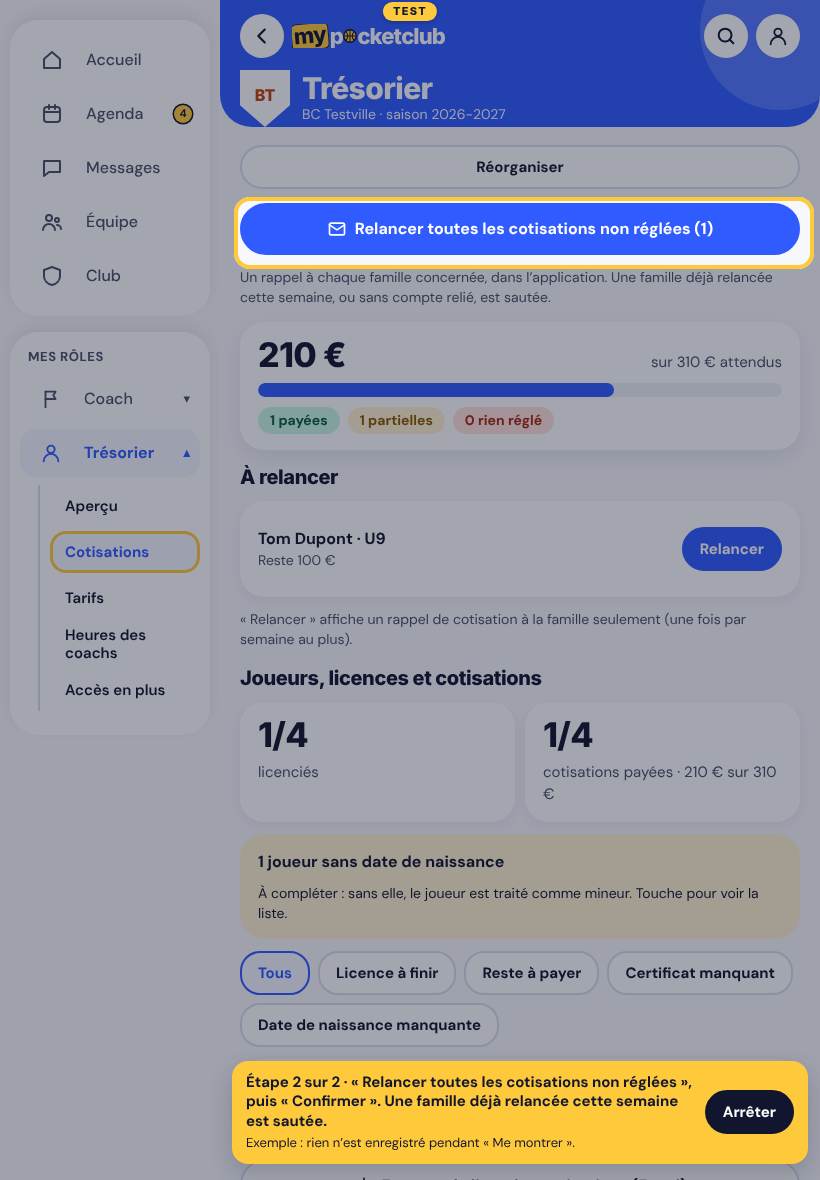 TEST
Accueil
Agenda
4
Messages
Équipe
Club
MES RÔLES
Coach
Trésorier
Aperçu
Cotisations
Tarifs
Heures des
coachs
Accès en plus
mypocketclub
BT
Trésorier
BC Testville · saison 2026-2027
Réorganiser
Relancer toutes les cotisations non réglées (1)
Un rappel à chaque famille concernée, dans l’application. Une famille déjà relancée
cette semaine, ou sans compte relié, est sautée.
210 €
sur 310 € attendus
1 payées
1 partielles
0 rien réglé
À relancer
Tom Dupont · U9
Reste 100 €
Relancer
« Relancer » affiche un rappel de cotisation à la famille seulement (une fois par
semaine au plus).
Joueurs, licences et cotisations
1/4
licenciés
1/4
cotisations payées · 210 € sur 310
€
1 joueur sans date de naissance
À compléter : sans elle, le joueur est traité comme mineur. Touche pour voir la
liste.
Tous
Licence à finir
Reste à payer
Certificat manquant
Date de naissance manquante
Étape 2 sur 2 · « Relancer toutes les cotisations non réglées »,
puis « Confirmer ». Une famille déjà relancée cette semaine
est sautée.
Exemple : rien n’est enregistré pendant « Me montrer ».
Arrêter